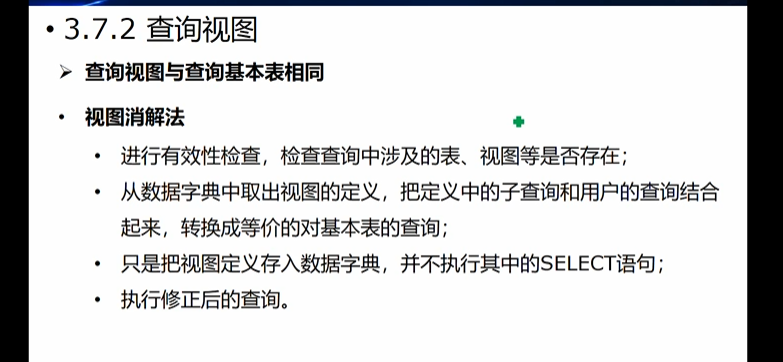 • 3.7.2 查询视图
➢ 查询视图与查询基本表相同
• 视图消解法
• 进行有效性检查，检查查询中涉及的表、视图等是否存在；
• 从数据字典中取出视图的定义，把定义中的子查询和用户的查询结合
起来，转换成等价的对基本表的查询；
• 只是把视图定义存入数据字典，并不执行其中的SELECT语句；
• 执行修正后的查询。